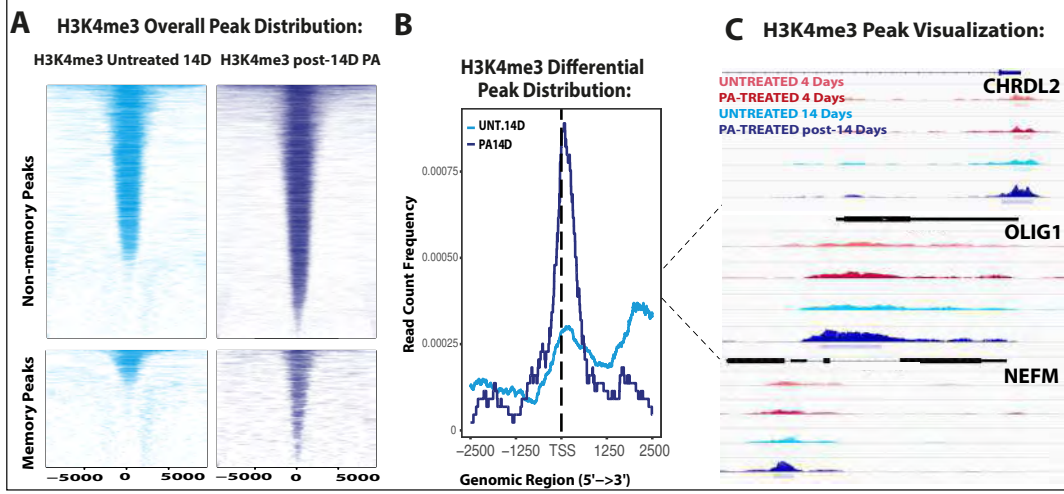 A
H3K4me3 Overall Peak Distribution:
H3K4me3 Untreated 14D
H3K4me3 post-14D PA
Non-memory Peaks
Memory Peaks
−5000
0
5000
−5000
0
5000
B
H3K4me3 Differential
Peak Distribution:
UNT.14D
PA14D
Read Count Frequency
0.00075
0.00050
0.00025
0
−2500
−1250
TSS
1250
2500
Genomic Region (5'−>3')
C
H3K4me3 Peak Visualization:
UNTREATED 4 Days
PA-TREATED 4 Days
UNTREATED 14 Days
PA-TREATED post-14 Days
CHRDL2
OLIG1
NEFM